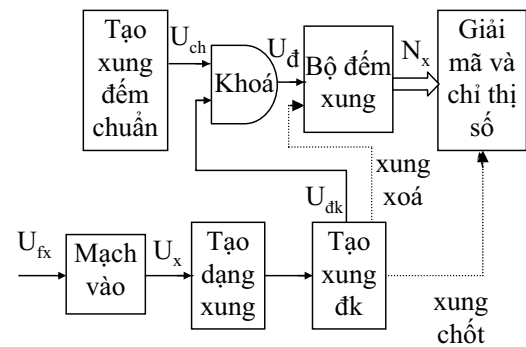 Tạo
xung
đếm
chuẩn
U_ch
Khoá
U_đ
Bộ đếm
xung
N_x
Giải
mã và
chỉ thị
số
xung
xoá
U_đk
U_fx
Mạch
vào
U_x
Tạo
dạng
xung
Tạo
xung
đk
xung
chốt